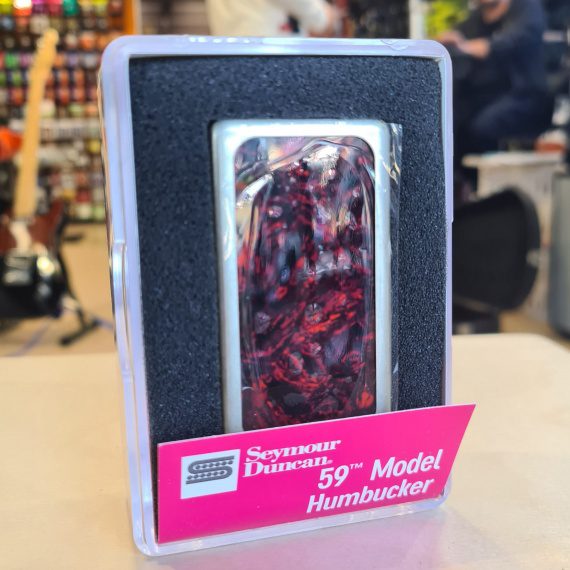 Seymour
Duncan®
59™ Model
Humbucker